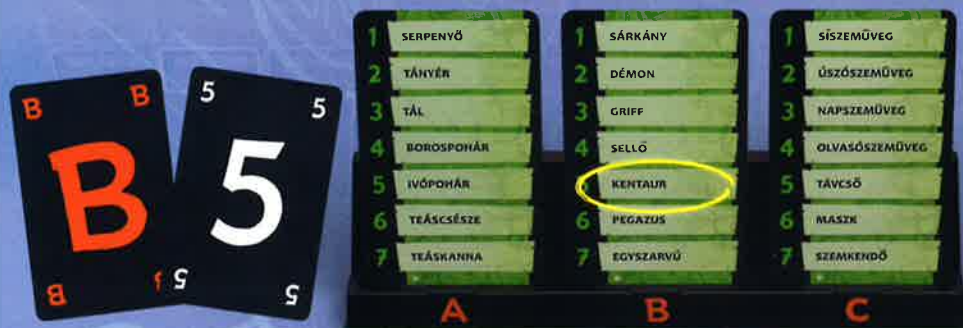 B B
B
B
5 5
5
5 5
1 SERPENYŐ
2 TÁNYÉR
3 TÁL
4 BOROSPOHÁR
5 IVÓPOHÁR
6 TEÁSCSÉSZE
7 TEÁSKANNA
A
1 SÁRKÁNY
2 DÉMON
3 GRIFF
4 SELLŐ
KENTAUR
6 PEGAZUS
7 EGYSZARVÚ
B
1 SÍSZEMÜVEG
2 ÚSZÓSZEMÜVEG
3 NAPSZEMÜVEG
4 OLVASÓSZEMÜVEG
5 TÁVCSŐ
6 MASZK
7 SZEMKENDŐ
C